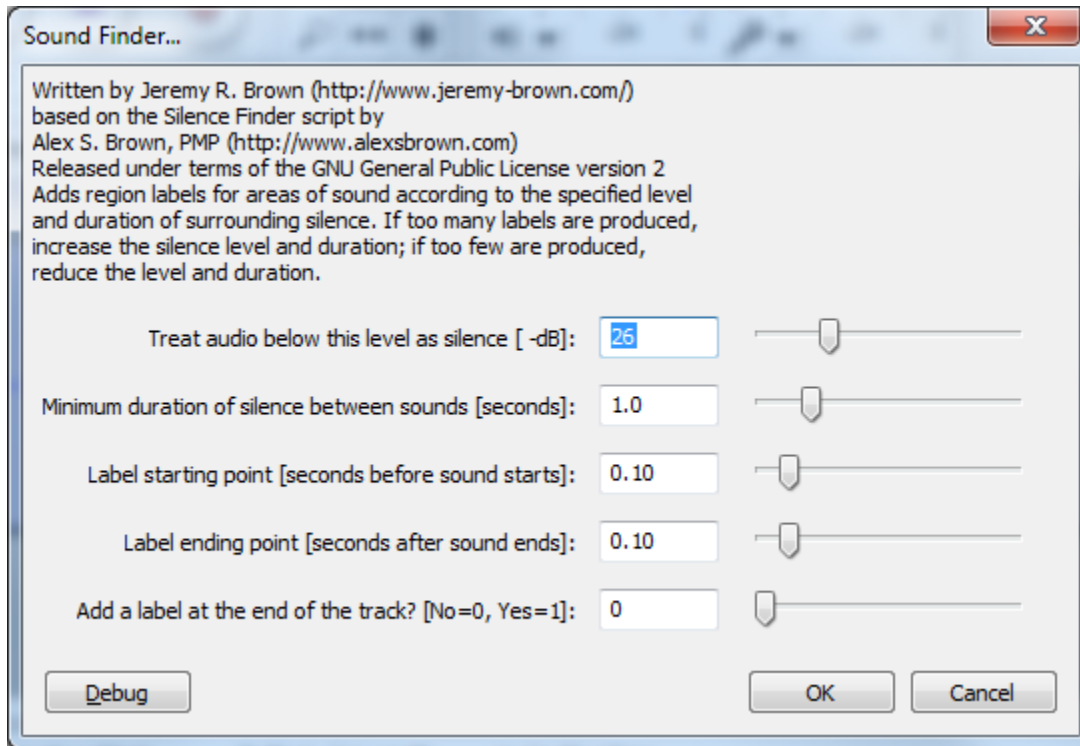 Sound Finder...
Written by Jeremy R. Brown (http://www.jeremy-brown.com/)
based on the Silence Finder script by
Alex S. Brown, PMP (http://www.alexsbrown.com)
Released under terms of the GNU General Public License version 2
Adds region labels for areas of sound according to the specified level
and duration of surrounding silence. If too many labels are produced,
increase the silence level and duration; if too few are produced,
reduce the level and duration.
Treat audio below this level as silence [ -dB]: 26
Minimum duration of silence between sounds [seconds]: 1.0
Label starting point [seconds before sound starts]: 0.10
Label ending point [seconds after sound ends]: 0.10
Add a label at the end of the track? [No=0, Yes=1]: 0
Debug OK Cancel